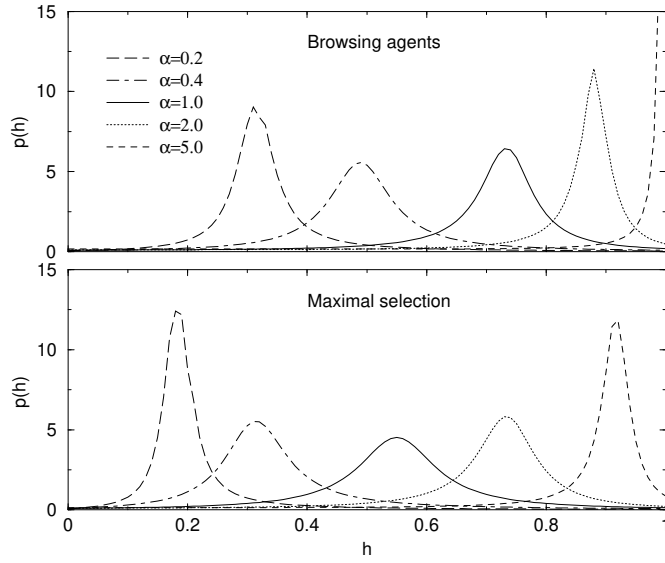 15
Browsing agents
α=0.2
α=0.4
α=1.0
α=2.0
α=5.0
10
p(h)
5
0
15
Maximal selection
10
p(h)
5
0
0 0.2 0.4 0.6 0.8 1
h